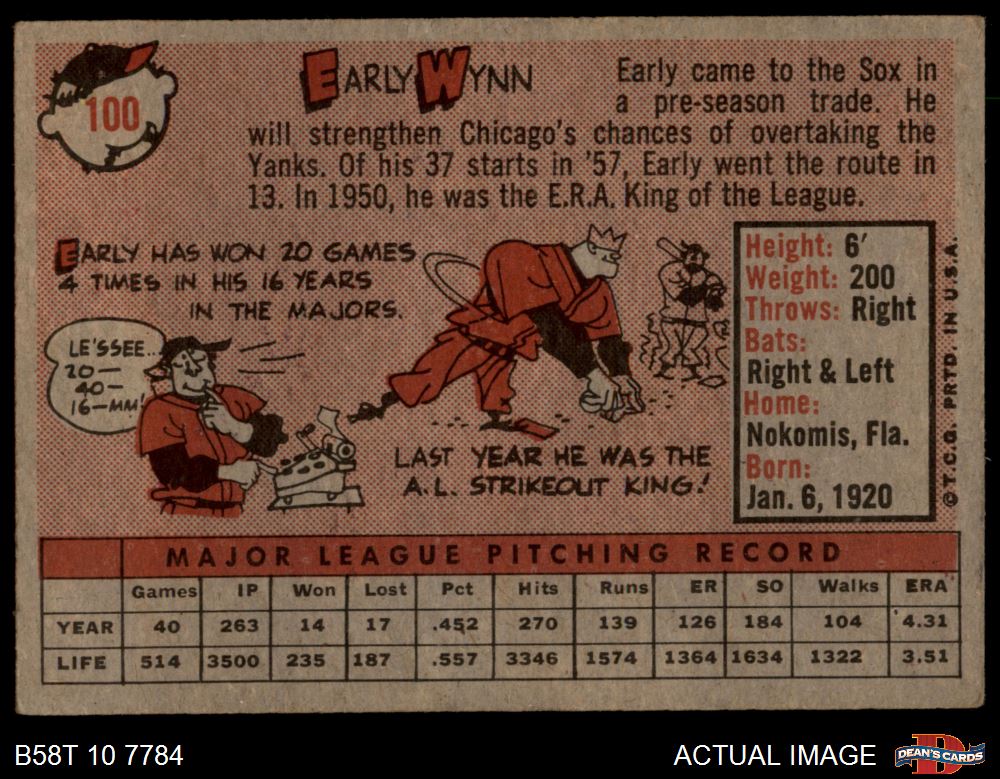 100
EARLY WYNN
Early came to the Sox in
a pre-season trade. He
will strengthen Chicago's chances of overtaking the
Yanks. Of his 37 starts in '57, Early went the route in
13. In 1950, he was the E.R.A. King of the League.
EARLY HAS WON 20 GAMES
4 TIMES IN HIS 16 YEARS
IN THE MAJORS.
LE'SSEE..
20—
40—
16—MM!
LAST YEAR HE WAS THE
A.L. STRIKEOUT KING!
Height: 6'
Weight: 200
Throws: Right
Bats:
Right & Left
Home:
Nokomis, Fla.
Born:
Jan. 6, 1920
©T.C.G. PRTD. IN U.S.A.
MAJOR LEAGUE PITCHING RECORD
Games IP Won Lost Pct Hits Runs ER SO Walks ERA
YEAR 40 263 14 17 .452 270 139 126 184 104 4.31
LIFE 514 3500 235 187 .557 3346 1574 1364 1634 1322 3.51
B58T 10 7784
ACTUAL IMAGE
D
DEAN'S CARDS